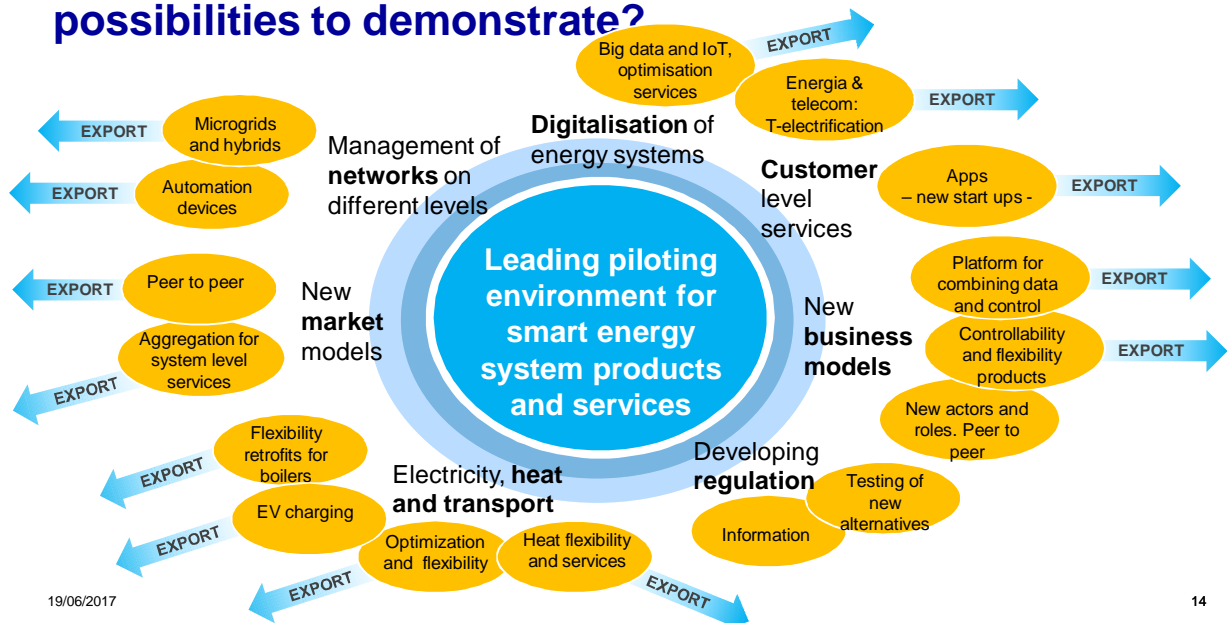 possibilities to demonstrate?
Big data and IoT,
optimisation
services
EXPORT
Energia &
telecom:
T-electrification
EXPORT
Digitalisation of
energy systems
EXPORT
Microgrids
and hybrids
EXPORT
Automation
devices
Management of
networks on
different levels
Customer
level
services
Apps
– new start ups -
EXPORT
Leading piloting
environment for
smart energy
system products
and services
EXPORT
Peer to peer
EXPORT
Aggregation for
system level
services
New
market
models
New
business
models
Platform for
combining data
and control
EXPORT
Controllability
and flexibility
products
EXPORT
New actors and
roles. Peer to
peer
EXPORT
Flexibility
retrofits for
boilers
EXPORT
EV charging
Electricity, heat
and transport
EXPORT
Optimization
and flexibility
Heat flexibility
and services
EXPORT
Developing
regulation
Information
Testing of
new
alternatives
19/06/2017
14